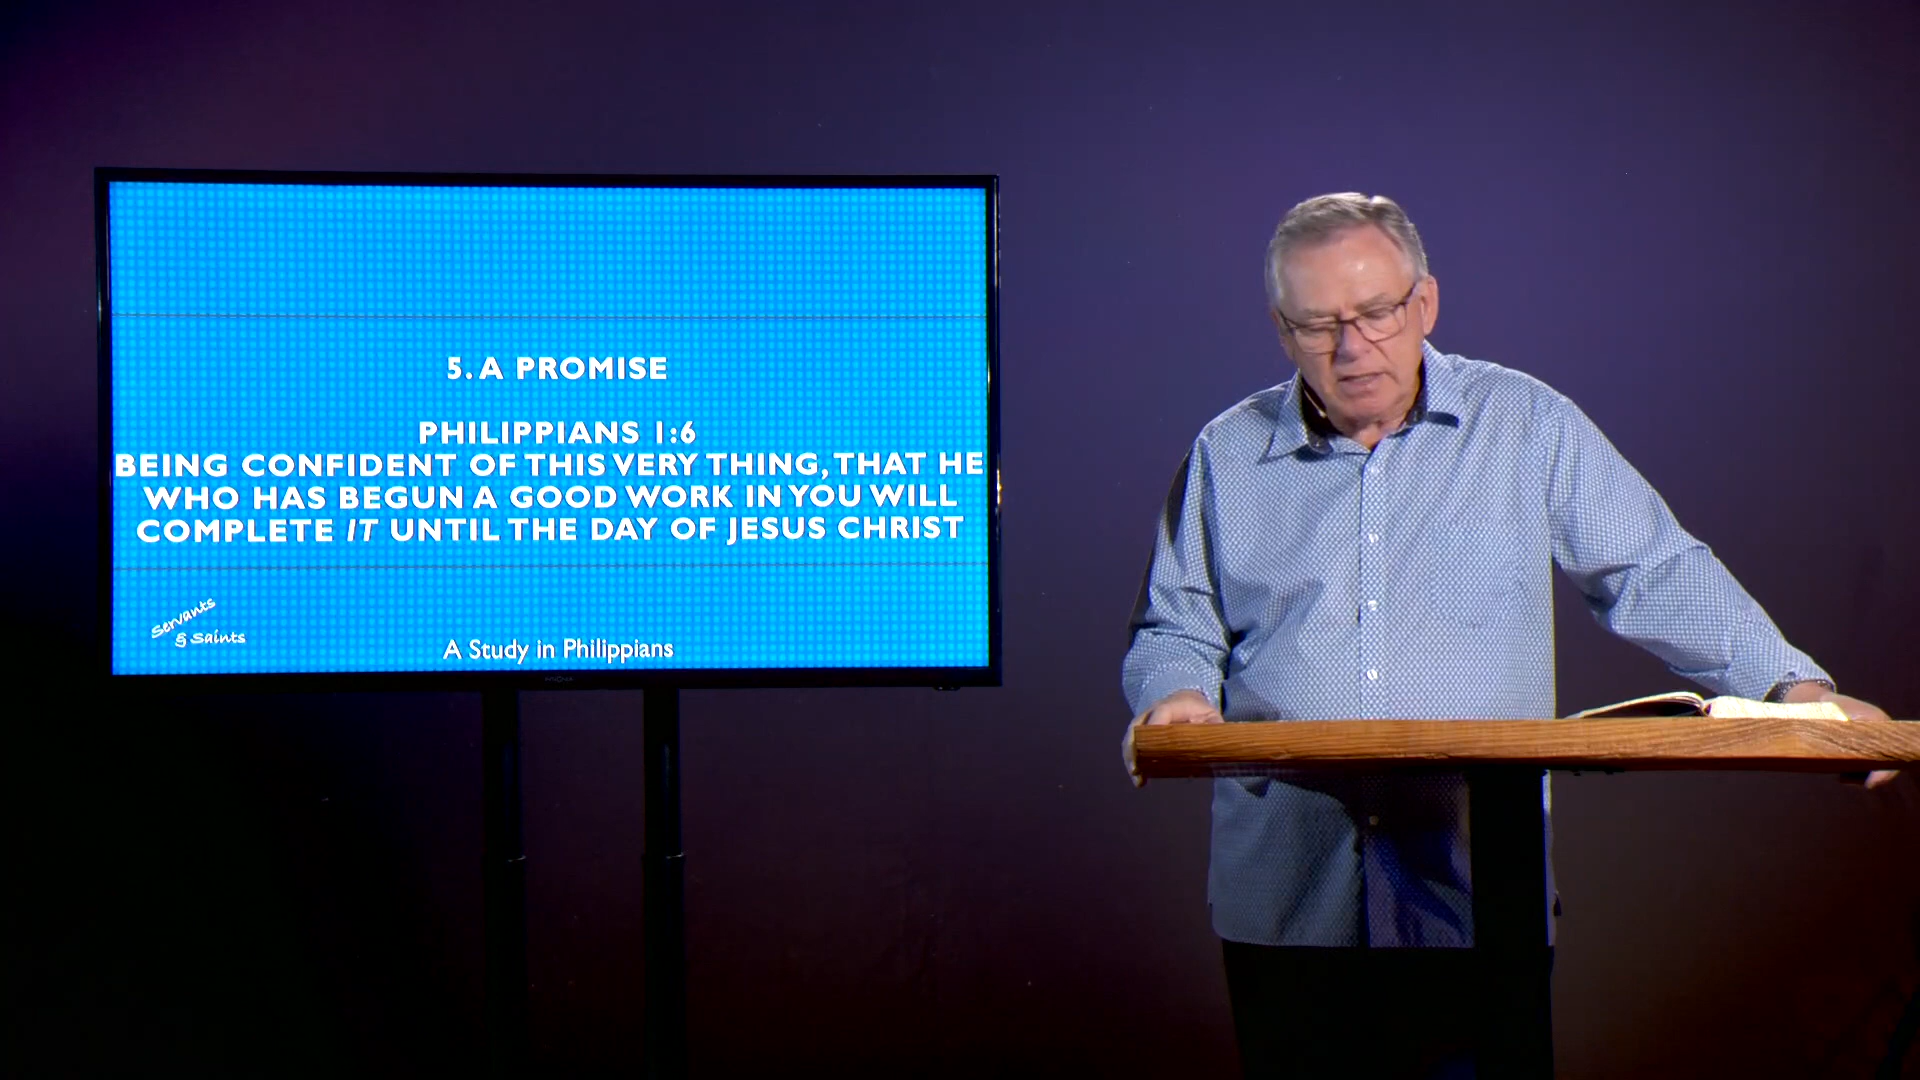 5. A PROMISE
PHILIPPIANS 1:6
BEING CONFIDENT OF THIS VERY THING, THAT HE
WHO HAS BEGUN A GOOD WORK IN YOU WILL
COMPLETE IT UNTIL THE DAY OF JESUS CHRIST
Servants
& Saints
A Study in Philippians